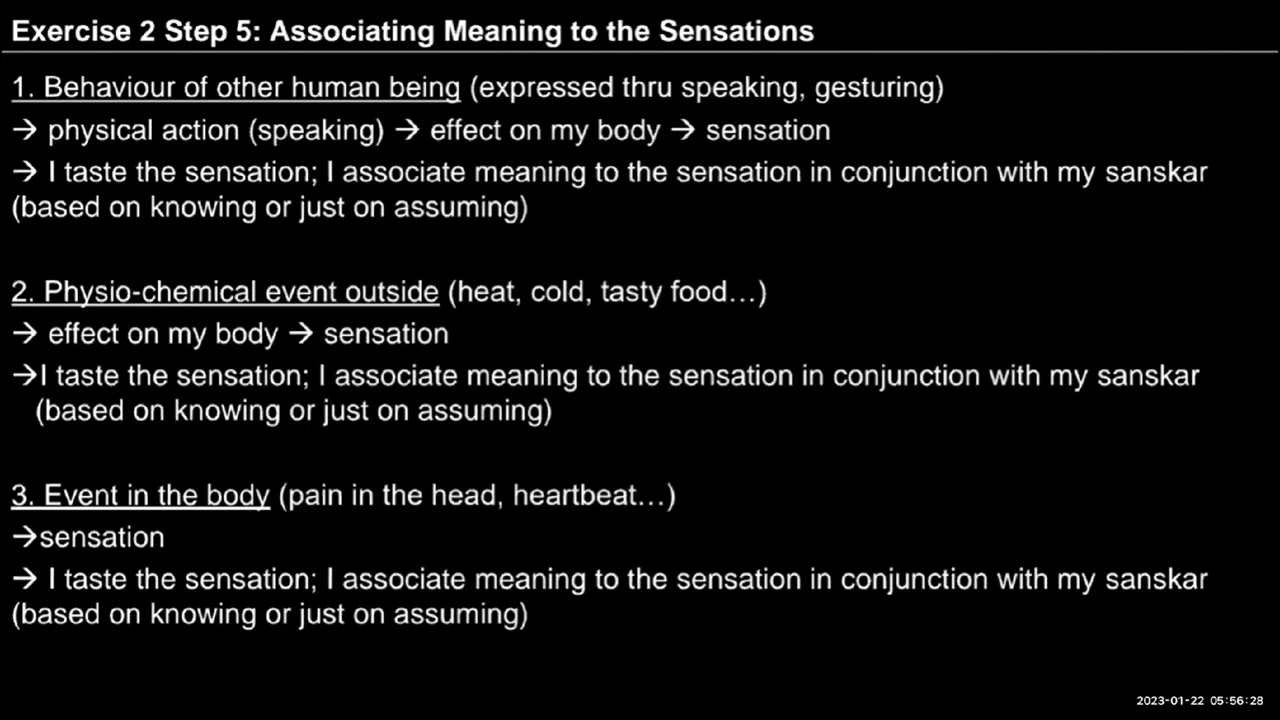 Exercise 2 Step 5: Associating Meaning to the Sensations
1. Behaviour of other human being (expressed thru speaking, gesturing)
→ physical action (speaking) → effect on my body → sensation
→ I taste the sensation; I associate meaning to the sensation in conjunction with my sanskar
(based on knowing or just on assuming)
2. Physio-chemical event outside (heat, cold, tasty food…)
→ effect on my body → sensation
→I taste the sensation; I associate meaning to the sensation in conjunction with my sanskar
(based on knowing or just on assuming)
3. Event in the body (pain in the head, heartbeat…)
→sensation
→ I taste the sensation; I associate meaning to the sensation in conjunction with my sanskar
(based on knowing or just on assuming)
2023-01-22 05:56:28